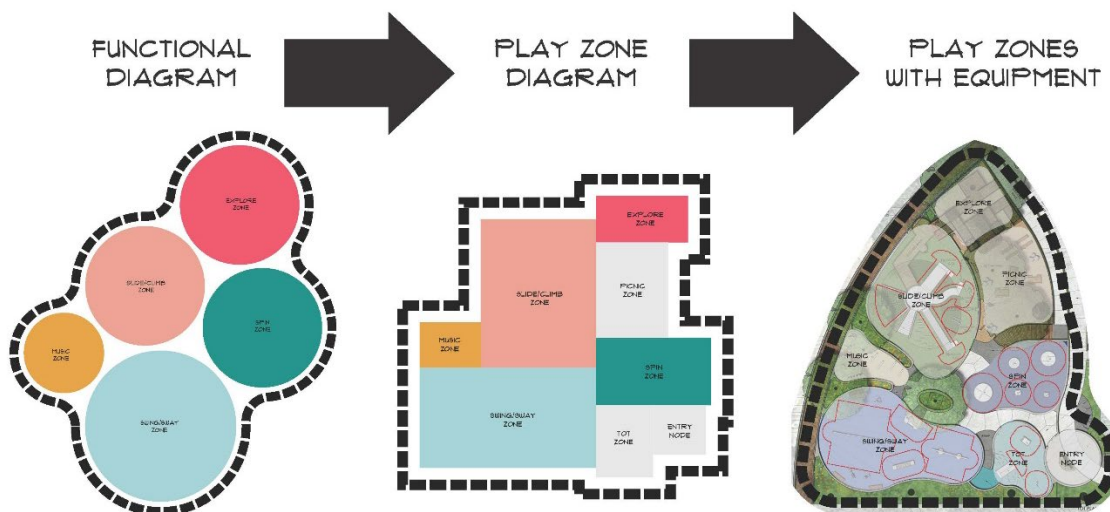 FUNCTIONAL
DIAGRAM
PLAY ZONE
DIAGRAM
PLAY ZONES
WITH EQUIPMENT
EXPLORE
ZONE
SLIDE/CLIMB
ZONE
SPIN
ZONE
MUSIC
ZONE
SWING/SWAY
ZONE
EXPLORE
ZONE
SLIDE/CLIMB
ZONE
PICNIC
ZONE
MUSIC
ZONE
SPIN
ZONE
SWING/SWAY
ZONE
TOT
ZONE
ENTRY
NODE
EXPLORE
ZONE
PICNIC
ZONE
SLIDE/CLIMB
ZONE
MUSIC
ZONE
SPIN
ZONE
SWING/SWAY
ZONE
TOT
ZONE
ENTRY
NODE